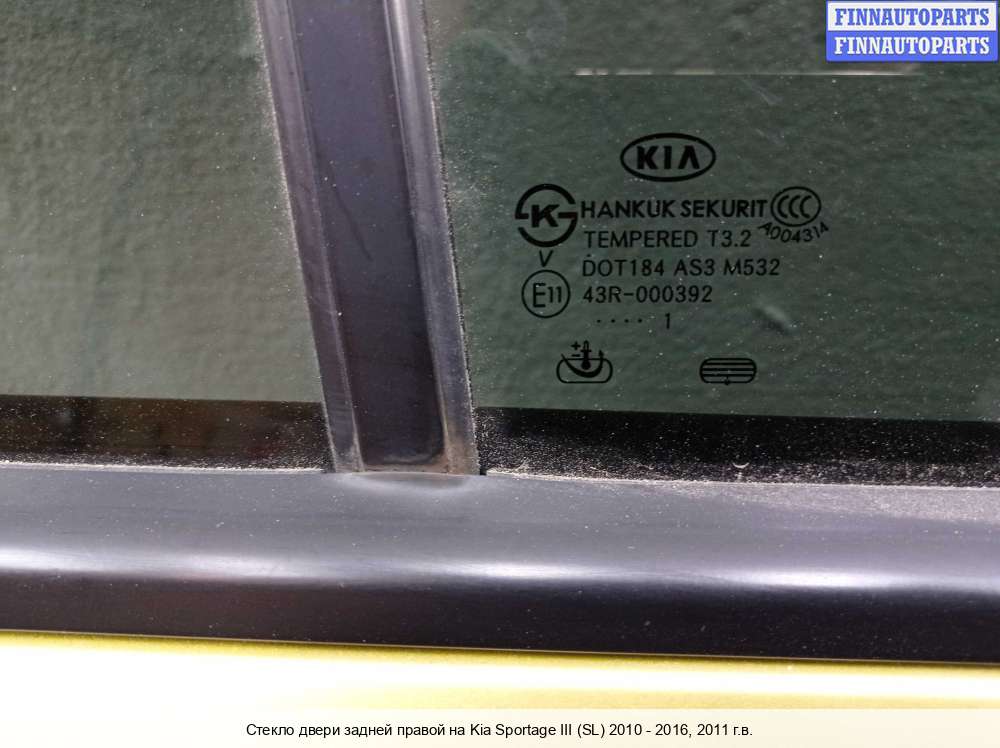 FINNAUTOPARTS
FINNAUTOPARTS
KIA
K HANKUK SEKURIT CCC
TEMPERED T3.2 A004314
V
DOT184 AS3 M532
E11 43R-000392
.... 1
Стекло двери задней правой на Kia Sportage III (SL) 2010 - 2016, 2011 г.в.